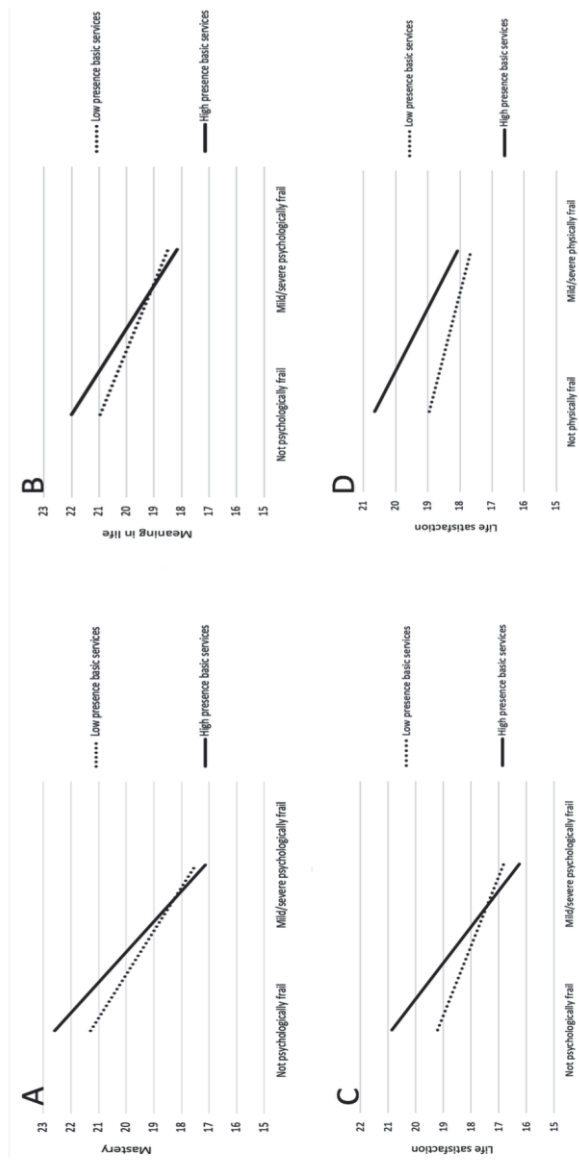 A
Mastery
23
22
21
20
19
18
17
16
15
Not psychologically frail
Mild/severe psychologically frail
Low presence basic services
High presence basic services
B
Meaning in life
23
22
21
20
19
18
17
16
15
Not psychologically frail
Mild/severe psychologically frail
Low presence basic services
High presence basic services
C
Life satisfaction
22
21
20
19
18
17
16
15
14
Not psychologically frail
Mild/severe psychologically frail
Low presence basic services
High presence basic services
D
Life satisfaction
21
20
19
18
17
16
15
Not physically frail
Mild/severe physically frail
Low presence basic services
High presence basic services